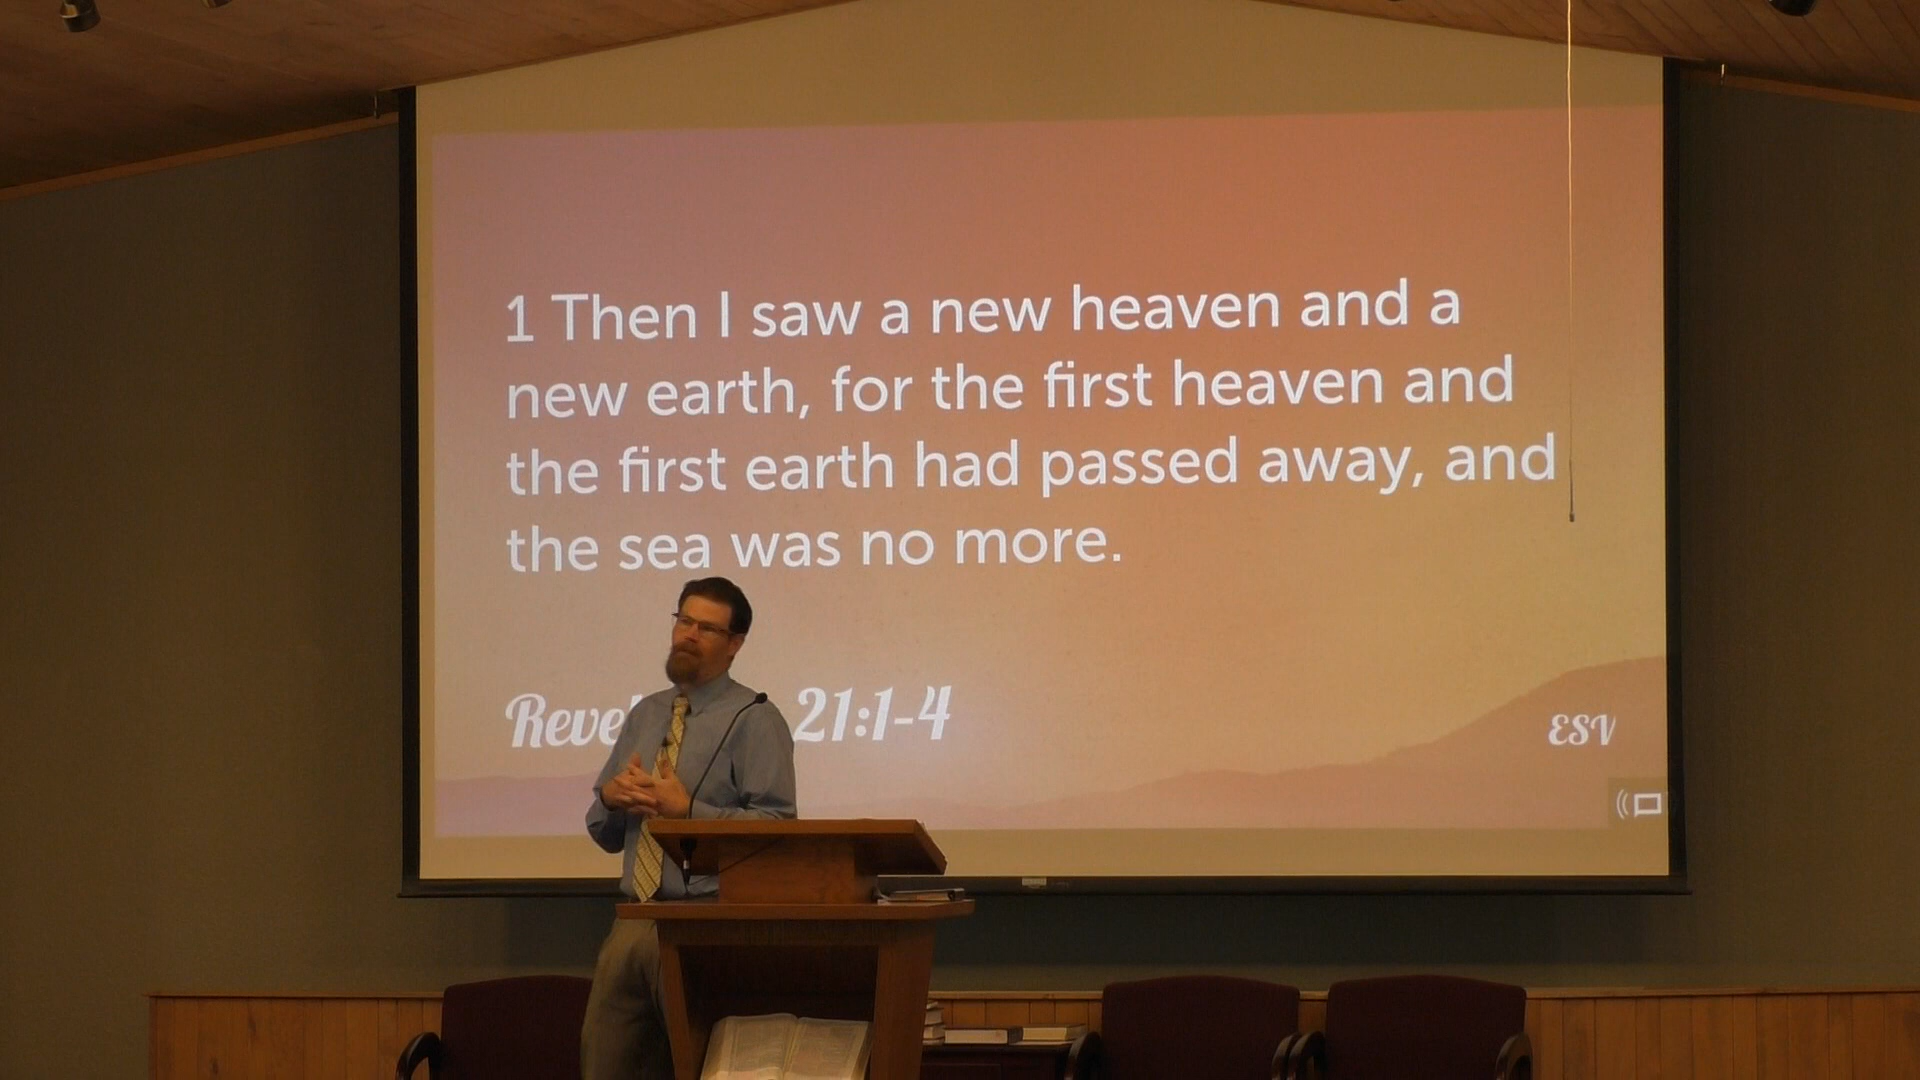 1 Then I saw a new heaven and a
new earth, for the first heaven and
the first earth had passed away, and
the sea was no more.
21:1-4
ESV